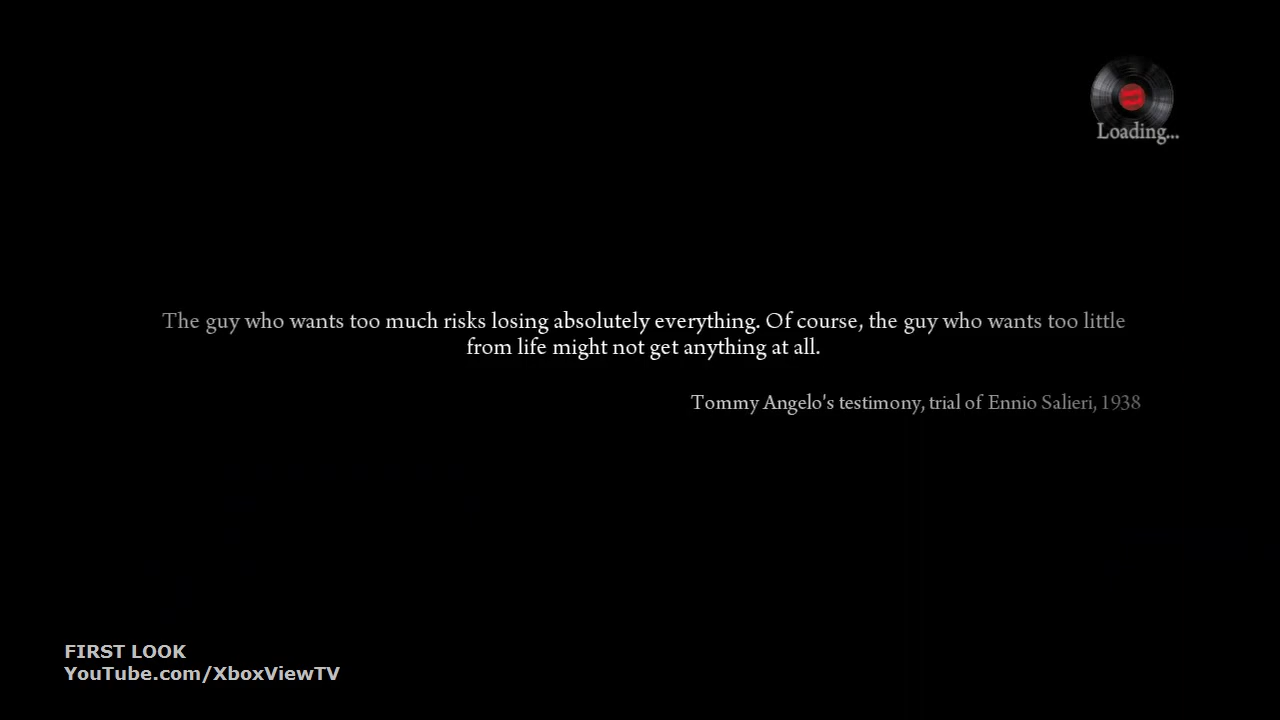 Loading...
The guy who wants too much risks losing absolutely everything. Of course, the guy who wants too little
from life might not get anything at all.
Tommy Angelo's testimony, trial of Ennio Salieri, 1938
FIRST LOOK
YouTube.com/XboxViewTV